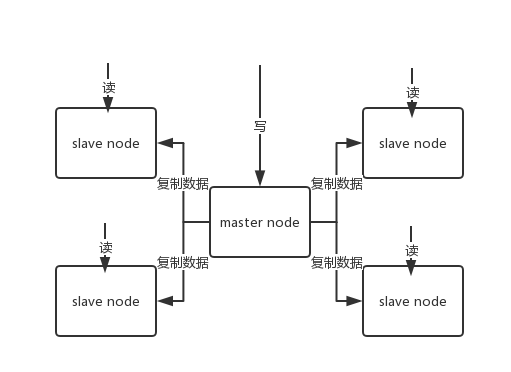 读
写
读
slave node
slave node
复制数据
复制数据
master node
读
读
复制数据
复制数据
slave node
slave node